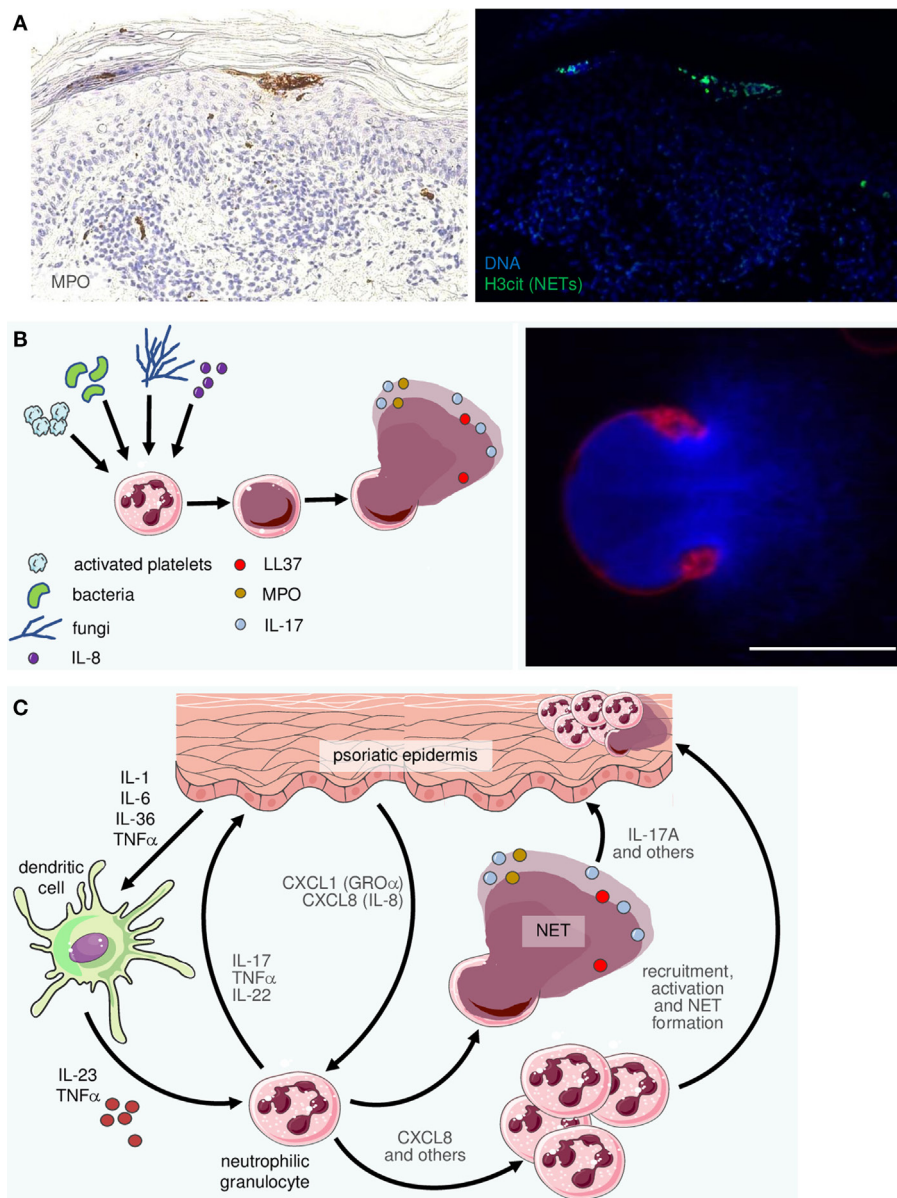 A
MPO
DNA
H3cit (NETs)
B
activated platelets
bacteria
fungi
IL-8
LL37
MPO
IL-17
C
psoriatic epidermis
IL-1
IL-6
IL-36
TNFα
dendritic
cell
CXCL1 (GROα)
CXCL8 (IL-8)
IL-17A
and others
NET
IL-17
TNFα
IL-22
recruitment,
activation
and NET
formation
IL-23
TNFα
CXCL8
and others
neutrophilic
granulocyte